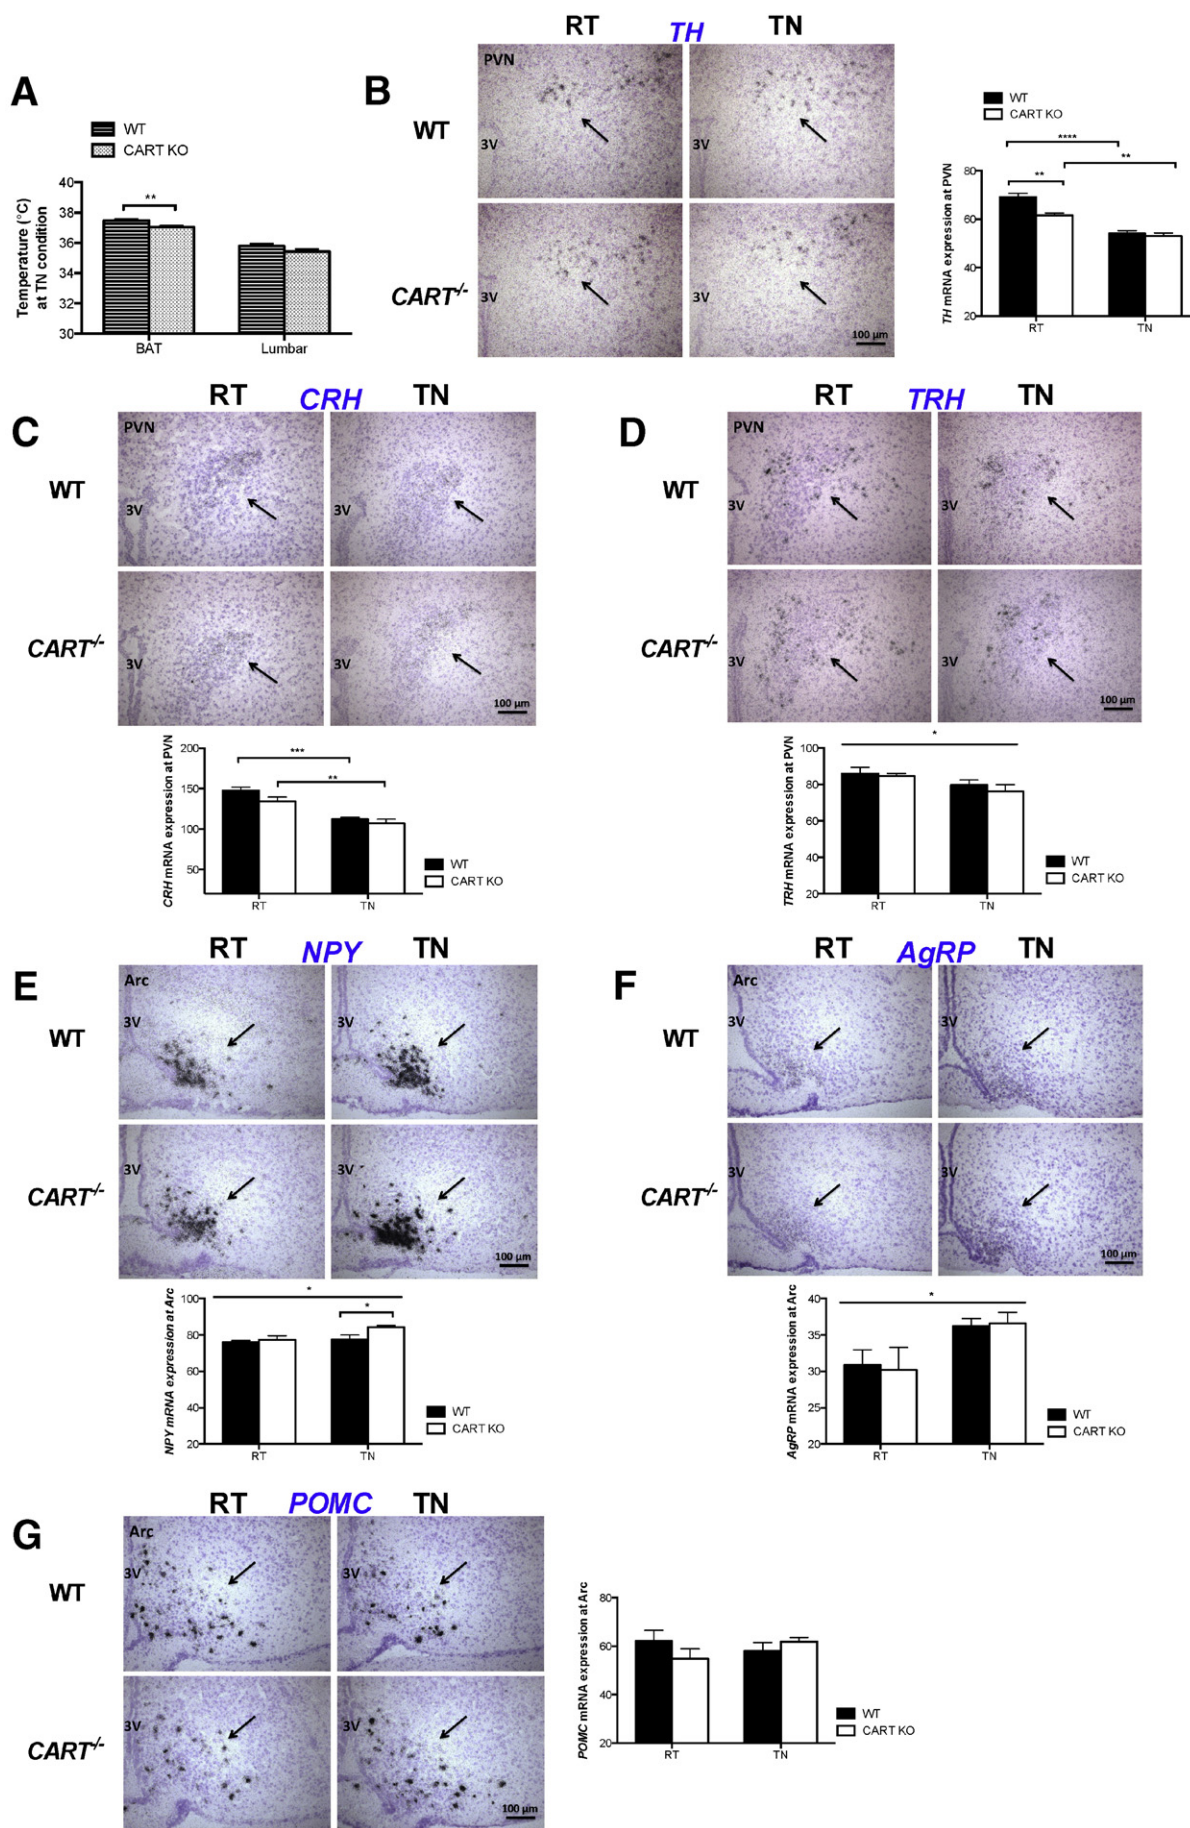 A
WT
CART KO
Temperature (°C)
at TN condition
40
38
36
34
32
30
**
BAT
Lumbar
B
RT
TH
TN
WT
CART-/-
PVN
3V
3V
3V
3V
100 µm
WT
CART KO
TH mRNA expression at PVN
80
60
40
20
****
**
**
RT
TN
C
RT
CRH
TN
WT
CART-/-
PVN
3V
3V
3V
3V
100 µm
CRH mRNA expression at PVN
200
150
100
50
***
**
RT
TN
WT
CART KO
D
RT
TRH
TN
WT
CART-/-
PVN
3V
3V
3V
3V
100 µm
TRH mRNA expression at PVN
100
80
60
40
20
*
RT
TN
WT
CART KO
E
RT
NPY
TN
WT
CART-/-
Arc
3V
3V
3V
3V
100 µm
NPY mRNA expression at Arc
100
80
60
40
20
*
*
RT
TN
WT
CART KO
F
RT
AgRP
TN
WT
CART-/-
Arc
3V
3V
3V
3V
100 µm
AgRP mRNA expression at Arc
40
35
30
25
20
*
RT
TN
WT
CART KO
G
RT
POMC
TN
WT
CART-/-
Arc
3V
3V
3V
3V
100 µm
POMC mRNA expression at Arc
80
60
40
20
RT
TN
WT
CART KO